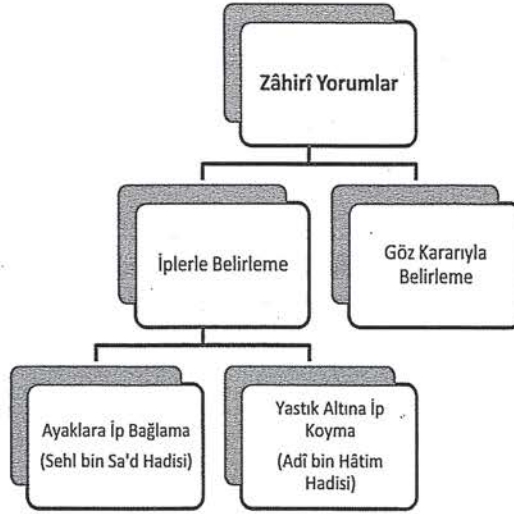 Zâhirî Yorumlar
İplerle Belirleme
Göz Kararıyla
Belirleme
Ayaklara İp Bağlama
(Sehl bin Sa'd Hadisi)
Yastık Altına İp
Koyma
(Adî bin Hâtim
Hadisi)